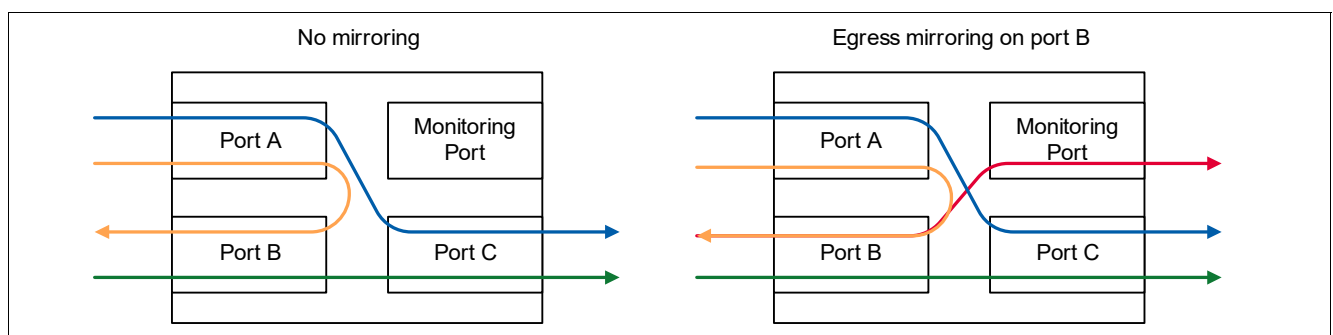 No mirroring
Egress mirroring on port B
Port A
Monitoring
Port
Port B
Port C
Port A
Monitoring
Port
Port B
Port C